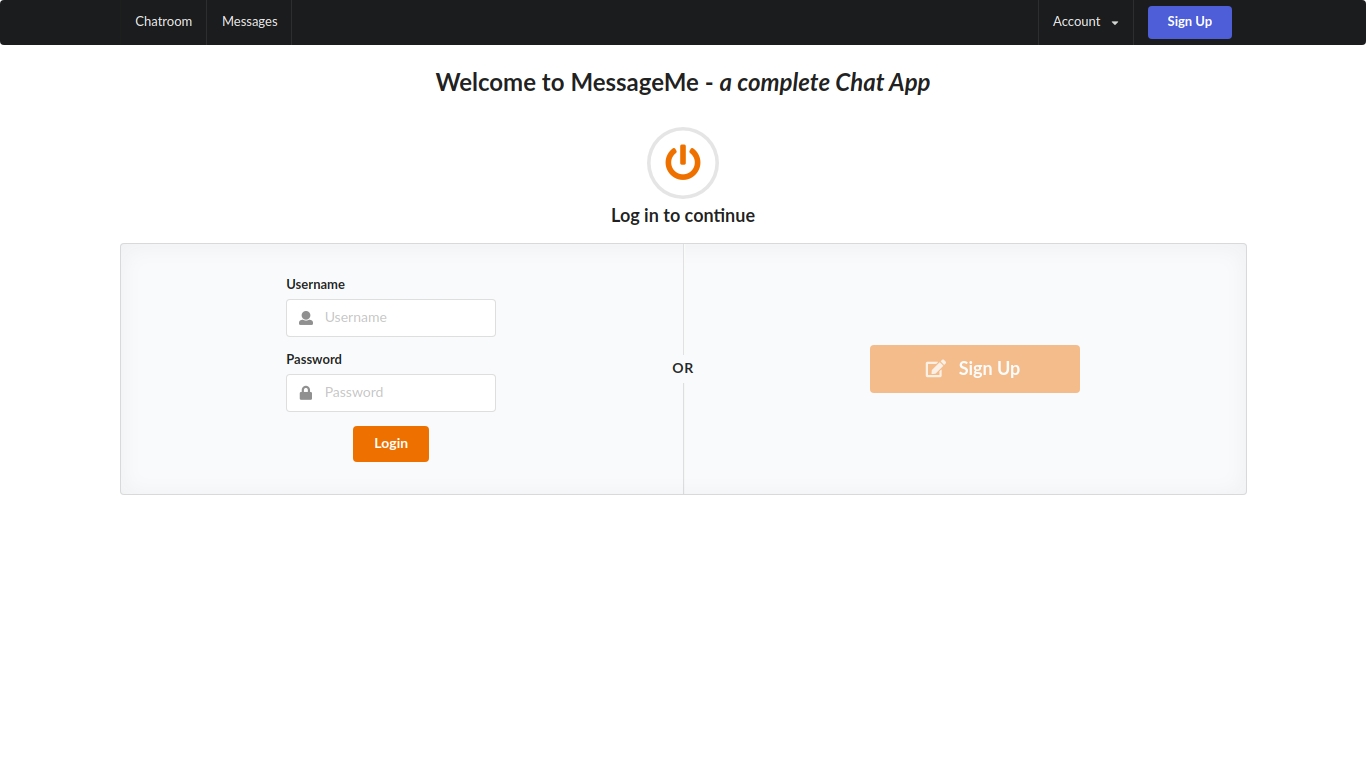 Chatroom Messages Account Sign Up
Welcome to MessageMe - a complete Chat App
Log in to continue
Username
Username
Password
Password
Login
OR
Sign Up